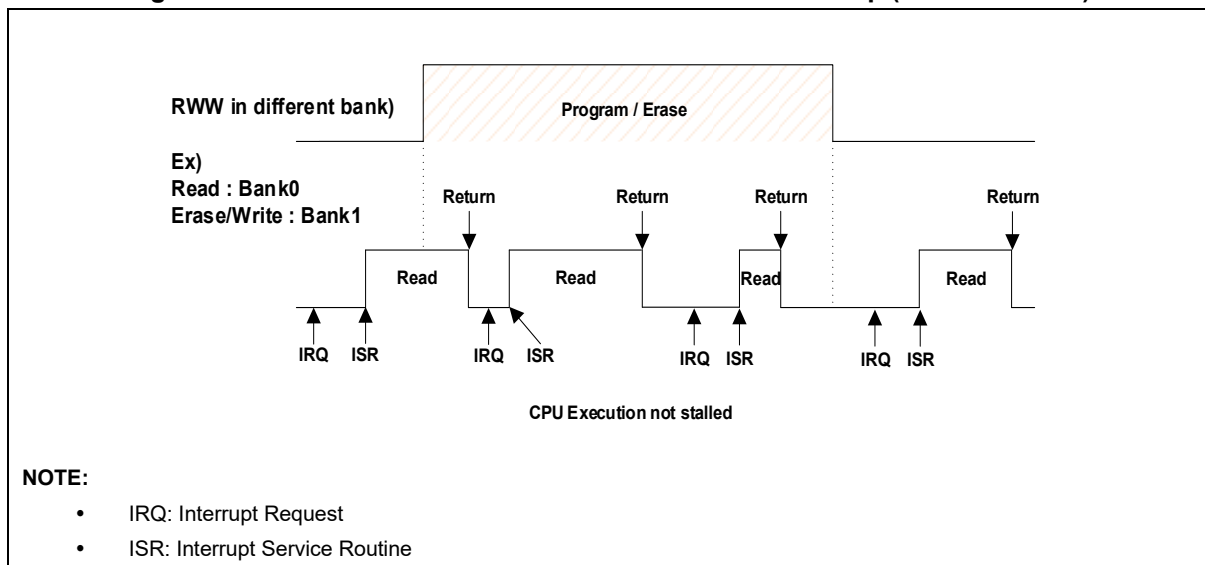 RWW in different bank)
Program / Erase
Ex)
Read : Bank0
Erase/Write : Bank1
Return Return Return Return
Read Read Read Read
IRQ ISR IRQ ISR IRQ ISR IRQ ISR
CPU Execution not stalled
NOTE:
• IRQ: Interrupt Request
• ISR: Interrupt Service Routine